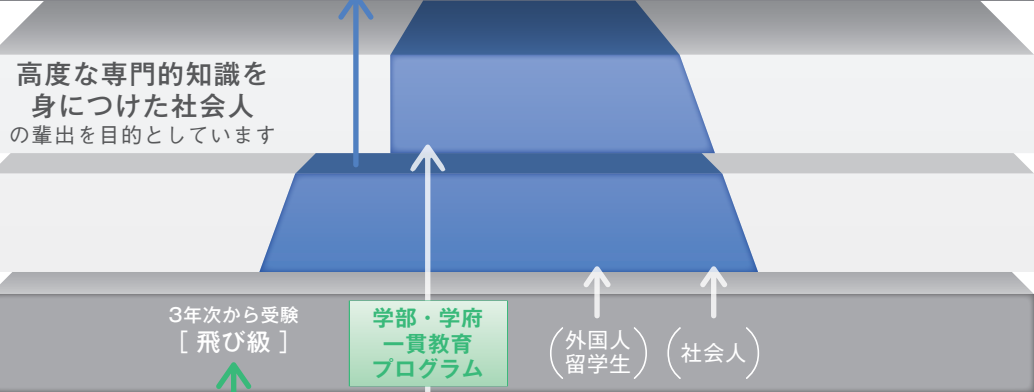 高度な専門的知識を
身につけた社会人
の輩出を目的としています
3年次から受験
[ 飛び級 ]
学部・学府
一貫教育
プログラム
(外国人
留学生)
(社会人)